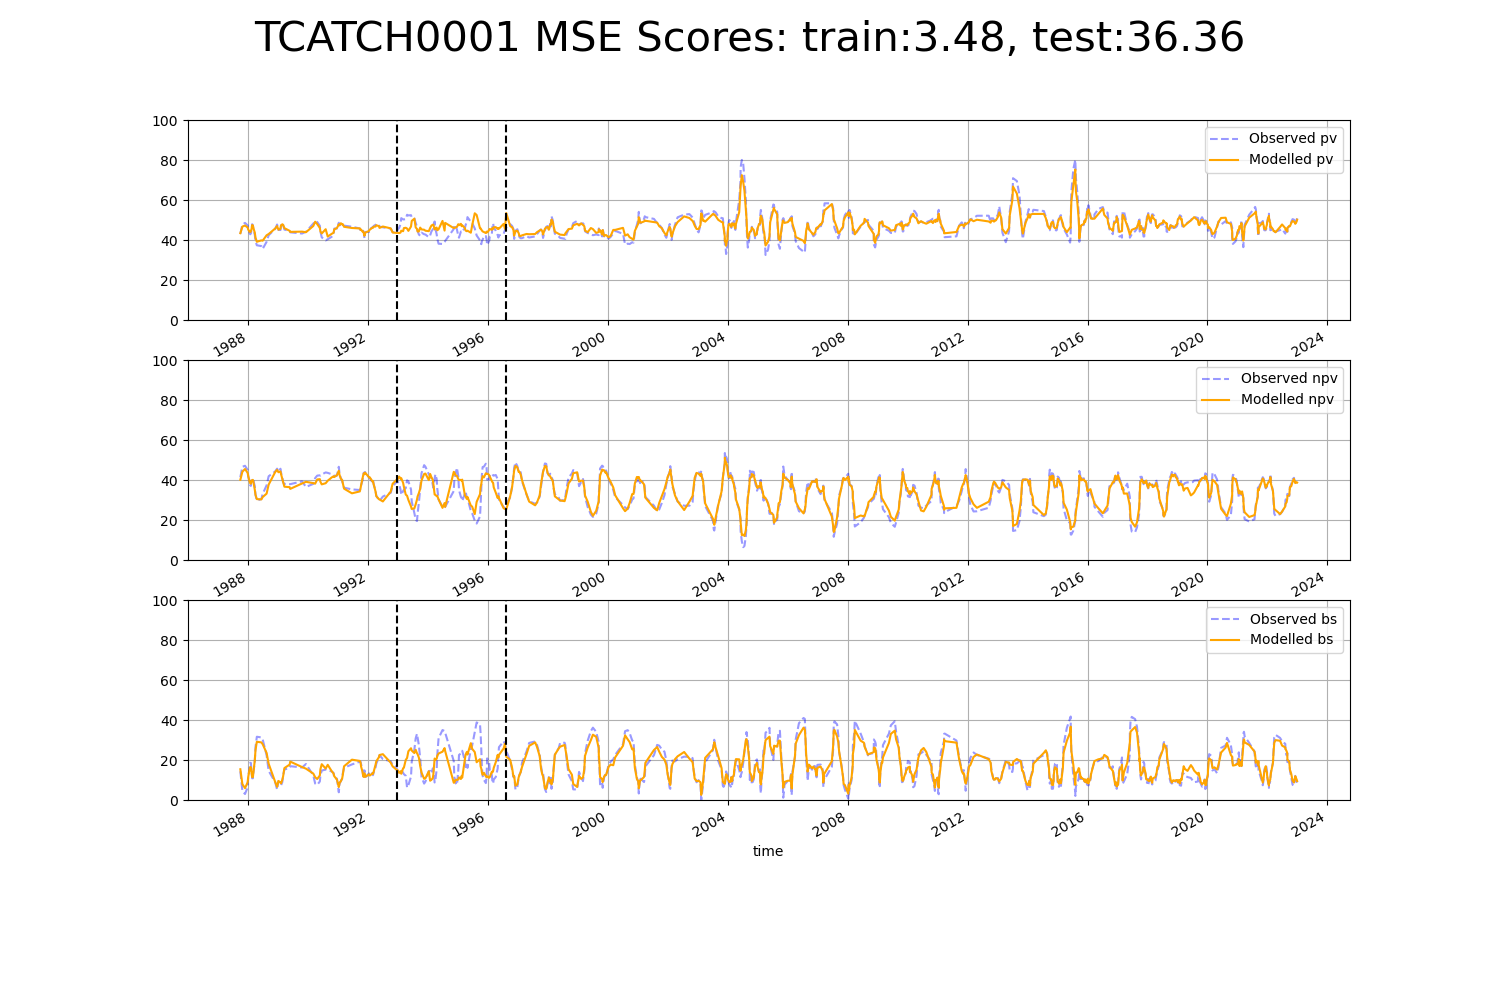 TCATCH0001 MSE Scores: train:3.48, test:36.36
100
80
60
40
20
0
Observed pv
Modelled pv
1988 1992 1996 2000 2004 2008 2012 2016 2020 2024
100
80
60
40
20
0
Observed npv
Modelled npv
1988 1992 1996 2000 2004 2008 2012 2016 2020 2024
100
80
60
40
20
0
Observed bs
Modelled bs
1988 1992 1996 2000 2004 2008 2012 2016 2020 2024
time